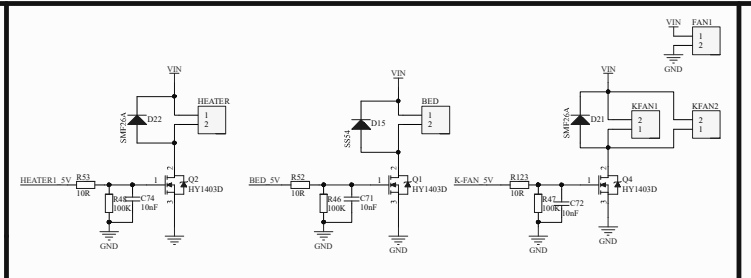 VIN
FAN1
1
2
GND
VIN
HEATER
1
2
SMF26A
D22
HEATER1_5V
R53
10R
1
2
3
Q2
HY1403D
R48
100K
C74
10nF
GND
GND
VIN
BED
1
2
SS54
D15
BED_5V
R52
10R
1
2
3
Q1
HY1403D
R46
100K
C71
10nF
GND
GND
VIN
SMF26A
D21
KFAN1
2
1
KFAN2
2
1
K-FAN_5V
R123
10R
1
2
3
Q4
HY1403D
R47
100K
C72
10nF
GND
GND